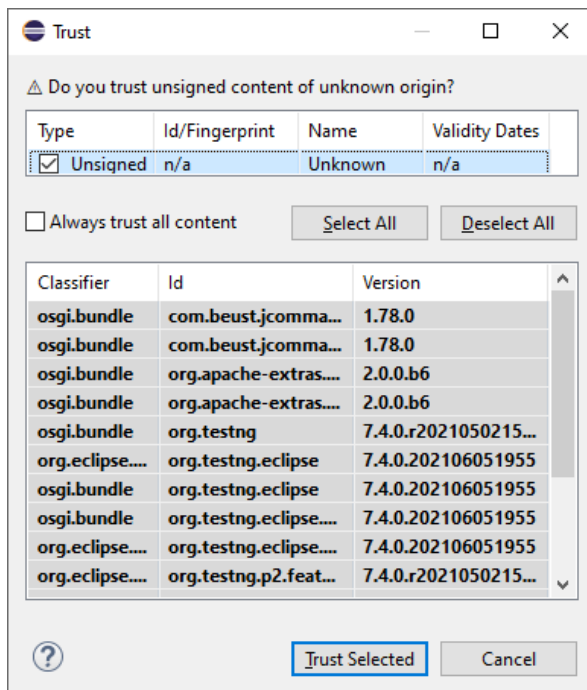 Trust
Do you trust unsigned content of unknown origin?
Type Id/Fingerprint Name Validity Dates
Unsigned n/a Unknown n/a
Always trust all content Select All Deselect All
Classifier Id Version
osgi.bundle com.beust.jcomma... 1.78.0
osgi.bundle com.beust.jcomma... 1.78.0
osgi.bundle org.apache-extras.... 2.0.0.b6
osgi.bundle org.apache-extras.... 2.0.0.b6
osgi.bundle org.testng 7.4.0.r2021050215...
org.eclipse.... org.testng.eclipse 7.4.0.202106051955
osgi.bundle org.testng.eclipse 7.4.0.202106051955
osgi.bundle org.testng.eclipse.... 7.4.0.202106051955
org.eclipse.... org.testng.eclipse.... 7.4.0.202106051955
org.eclipse.... org.testng.p2.feat... 7.4.0.r2021050215...
? Trust Selected Cancel